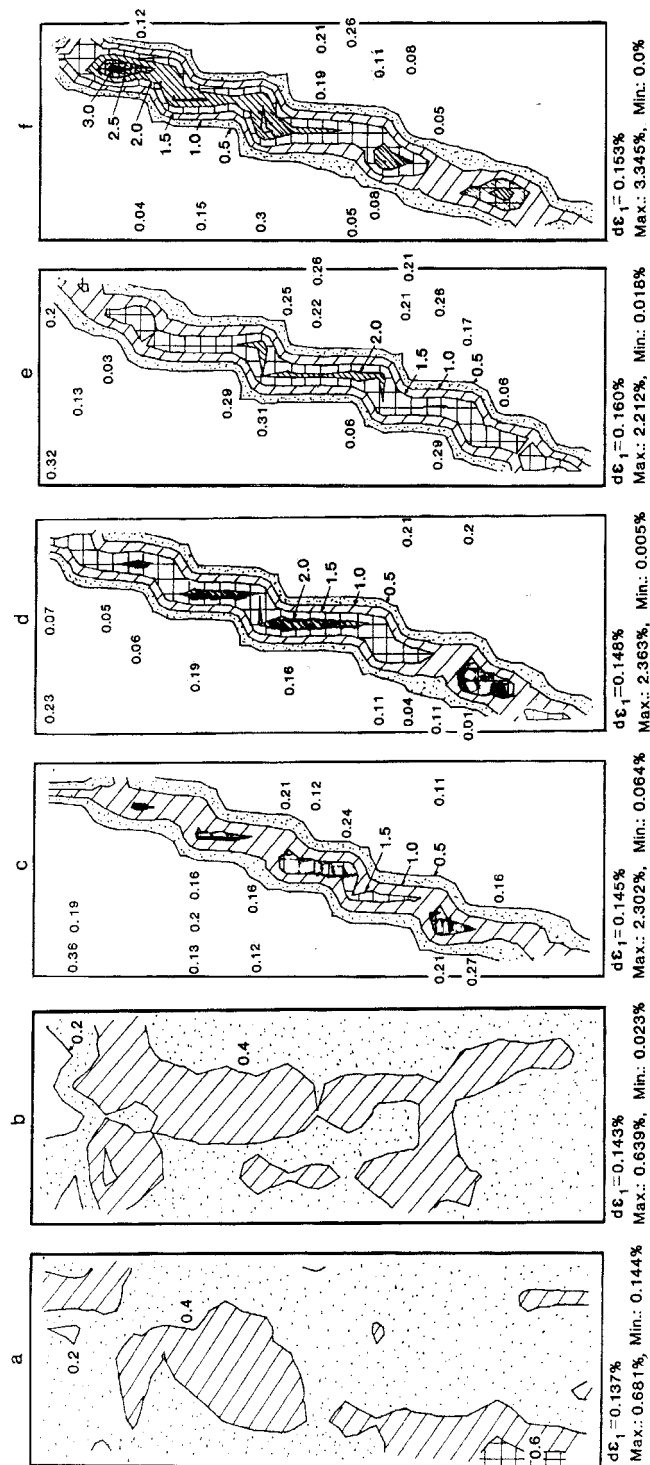 a
0.2
0.4
0.6
dε₁=0.137%
Max.: 0.681%, Min.: 0.144%
b
0.2
0.4
dε₁=0.143%
Max.: 0.639%, Min.: 0.023%
c
0.36 0.19
0.13 0.2 0.16
0.12 0.16
0.21
0.12
0.24
1.5
1.0
0.5
0.21 0.11
0.27
0.16
dε₁=0.145%
Max.: 2.302%, Min.: 0.064%
d
0.23 0.07
0.05
0.06
0.19
0.16
2.0
1.5
1.0
0.5
0.11
0.04 0.21
0.11
0.01 0.2
dε₁=0.148%
Max.: 2.363%, Min.: 0.005%
e
0.32 0.13 0.2
0.03
0.29
0.31
0.25
0.22 0.26
0.06
2.0
0.21 0.21
1.5
0.29 1.0 0.26
0.5 0.17
0.06
dε₁=0.160%
Max.: 2.212%, Min.: 0.018%
f
3.0
2.5
2.0
1.5
1.0
0.5
0.04 0.12
0.15
0.3
0.19 0.21
0.05 0.26
0.08 0.11
0.08
0.05
dε₁=0.153%
Max.: 3.345%, Min.: 0.0%